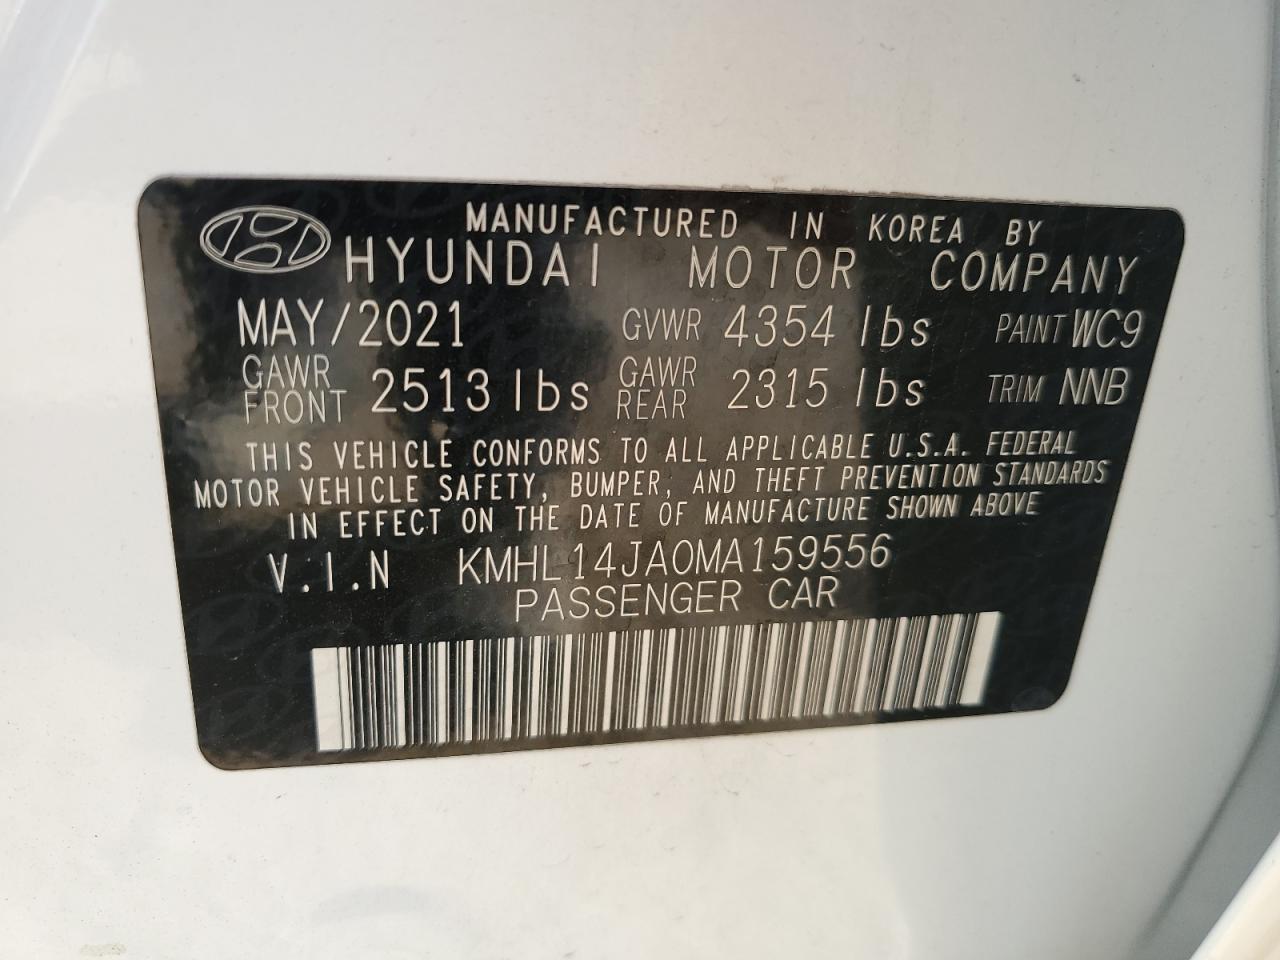 MANUFACTURED IN KOREA BY
HYUNDAI MOTOR COMPANY
MAY/2021 GVWR 4354 lbs PAINT WC9
GAWR FRONT 2513 lbs GAWR REAR 2315 lbs TRIM NNB
THIS VEHICLE CONFORMS TO ALL APPLICABLE U.S.A. FEDERAL
MOTOR VEHICLE SAFETY, BUMPER, AND THEFT PREVENTION STANDARDS
IN EFFECT ON THE DATE OF MANUFACTURE SHOWN ABOVE
V.I.N KMHL14JA0MA159556
PASSENGER CAR